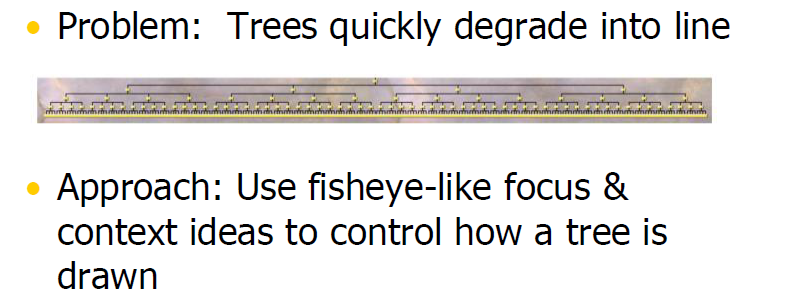 • Problem:  Trees quickly degrade into line
• Approach: Use fisheye-like focus &
context ideas to control how a tree is
drawn